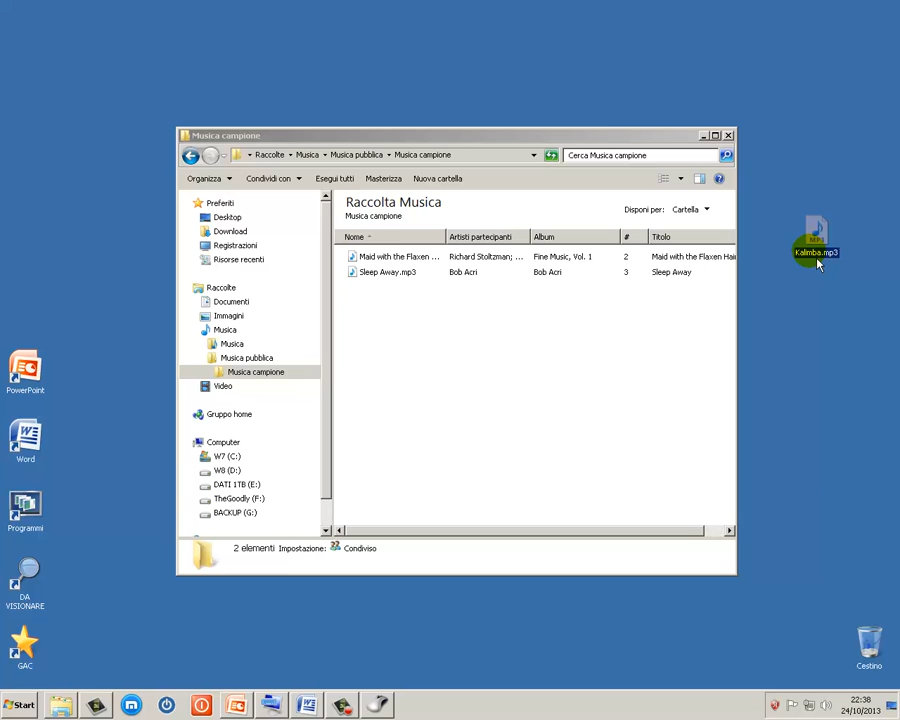 Musica campione
Raccolte Musica Musica pubblica Musica campione
Cerca Musica campione
Organizza Condividi con Esegui tutti Masterizza Nuova cartella
Preferiti
Desktop
Download
Registrazioni
Risorse recenti
Raccolte
Documenti
Immagini
Musica
Musica
Musica pubblica
Musica campione
Video
Gruppo home
Computer
W7 (C:)
W8 (D:)
DATI 1TB (E:)
TheGoodly (F:)
BACKUP (G:)
Raccolta Musica
Musica campione
Disponi per: Cartella
Nome Artisti partecipanti Album # Titolo
Maid with the Flaxen ... Richard Stoltzman; ... Fine Music, Vol. 1 2 Maid with the Flaxen Hair
Sleep Away.mp3 Bob Acri Bob Acri 3 Sleep Away
2 elementi Impostazione: Condiviso
MP3
Kalimba.mp3
PowerPoint
Word
Programmi
DA
VISIONARE
GAC
Cestino
Start
22:38
24/10/2013